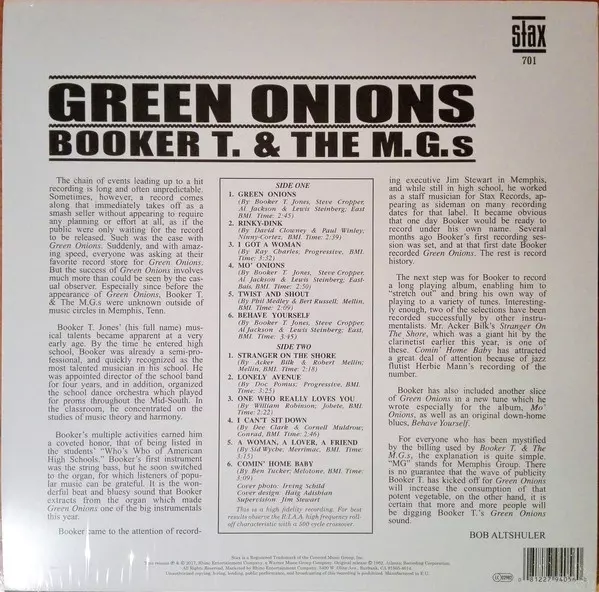 stax
701
GREEN ONIONS
BOOKER T. & THE M.G.s
The chain of events leading up to a hit
recording is long and often unpredictable.
Sometimes, however, a record comes
along that immediately takes off as a
smash seller without appearing to require
any planning or effort at all, as if the
public were only waiting for the record
to be released. Such was the case with
Green Onions. Suddenly, and with amaz-
ing speed, everyone was asking at their
favorite record store for Green Onions.
But the success of Green Onions involves
much more than could be seen by the cas-
ual observer. Especially since before the
appearance of Green Onions, Booker T.
& The M.G.s were unknown outside of
music circles in Memphis, Tenn.
Booker T. Jones' (his full name) mus-
ical talents became apparent at a very
early age. By the time he entered high
school, Booker was already a semi-pro-
fessional, and quickly recognized as the
most talented musician in this school. He
was appointed director of the school band
for four years, and in addition, organized
the school dance orchestra which played
for proms throughout the Mid-South. In
the classroom, he concentrated on the
studies of music theory and harmony.
Booker's multiple activities earned him
a coveted honor, that of being listed in
the students' "Who's Who of American
High Schools." Booker's first instrument
was the string bass, but he soon switched
to the organ, for which listeners of popu-
lar music can be grateful. It is the won-
derful beat and bluesy sound that Booker
extracts from the organ which made
Green Onions one of the big instrumentals
this year.
Booker came to the attention of record-
SIDE ONE
1. GREEN ONIONS
(By Booker T. Jones, Steve Cropper,
Al Jackson & Lewis Steinberg; East
BMI. Time: 2:45)
2. RINKY-DINK
(By David Clowney & Paul Winley;
Ninny-Cortez, BMI. Time: 2:39)
3. I GOT A WOMAN
(By Ray Charles; Progressive, BMI.
Time: 3:32)
4. MO' ONIONS
(By Booker T. Jones, Steve Cropper,
Al Jackson & Lewis Steinberg; East-
Bats, BMI. Time: 2:50)
5. TWIST AND SHOUT
(By Phil Medley & Bert Russell; Mellin,
BMI. Time: 2:09)
6. BEHAVE YOURSELF
(By Booker T. Jones, Steve Cropper,
Al Jackson & Lewis Steinberg; East,
BMI. Time: 3:45)
SIDE TWO
1. STRANGER ON THE SHORE
(By Acker Bilk & Robert Mellin;
Mellin, BMI. Time: 2:18)
2. LONELY AVENUE
(By Doc Pomus; Progressive, BMI.
Time: 3:25)
3. ONE WHO REALLY LOVES YOU
(By William Robinson; Jobete, BMI.
Time: 2:22)
4. I CAN'T SIT DOWN
(By Dee Clark & Cornell Muldrow;
Conrad, BMI. Time: 2:46)
5. A WOMAN, A LOVER, A FRIEND
(By Sid Wyche; Merrimac, BMI. Time:
3:15)
6. COMIN' HOME BABY
(By Ben Tucker; Melotone, BMI. Time:
3:09)
Cover photo: Irving Schild
Cover design: Haig Adishian
Supervision: Jim Stewart
This is a high fidelity recording. For best
results observe the R.I.A.A. high frequency roll-
off characteristic with a 500 cycle crossover.
ing executive Jim Stewart in Memphis,
and while still in high school, he worked
as a staff musician for Stax Records, ap-
pearing as sideman on many recording
dates for that label. It became obvious
that one day Booker would be ready to
record under his own name. Several
months ago Booker's first recording ses-
sion was set, and at that first date Booker
recorded Green Onions. The rest is record
history.
The next step was for Booker to record
a long playing album, enabling him to
"stretch out" and bring his own way of
playing to a variety of tunes. Interesting-
ly enough, two of the selections have been
recorded successfully by other instru-
mentalists. Mr. Acker Bilk's Stranger On
The Shore, which was a giant hit by the
clarinetist earlier this year, is one of
these. Comin' Home Baby has attracted
a great deal of attention because of jazz
flutist Herbie Mann's recording of the
number.
Booker has also included another slice
of Green Onions in a new tune which he
wrote especially for the album, Mo'
Onions, as well as an original down-home
blues, Behave Yourself.
For everyone who has been mystified
by the billing used by Booker T. & The
M.G.s, the explanation is quite simple.
"MG" stands for Memphis Group. There
is no guarantee that the wave of publicity
Booker T. has kicked off for Green Onions
will increase the consumption of that
potent vegetable, on the other hand, it is
certain that more and more people will
be digging Booker T.'s Green Onions
sound.
BOB ALTSHULER
Stax is a Registered Trademark of the Concord Music Group, Inc.